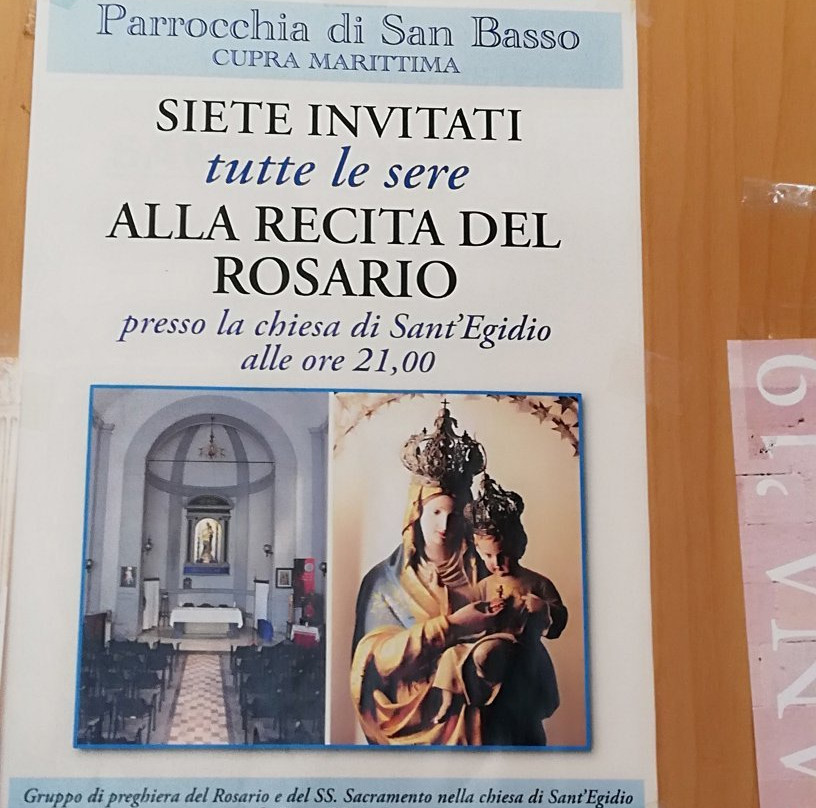 Parrocchia di San Basso
CUPRA MARITTIMA
SIETE INVITATI
tutte le sere
ALLA RECITA DEL
ROSARIO
presso la chiesa di Sant'Egidio
alle ore 21,00
Gruppo di preghiera del Rosario e del SS. Sacramento nella chiesa di Sant'Egidio
ANA '19